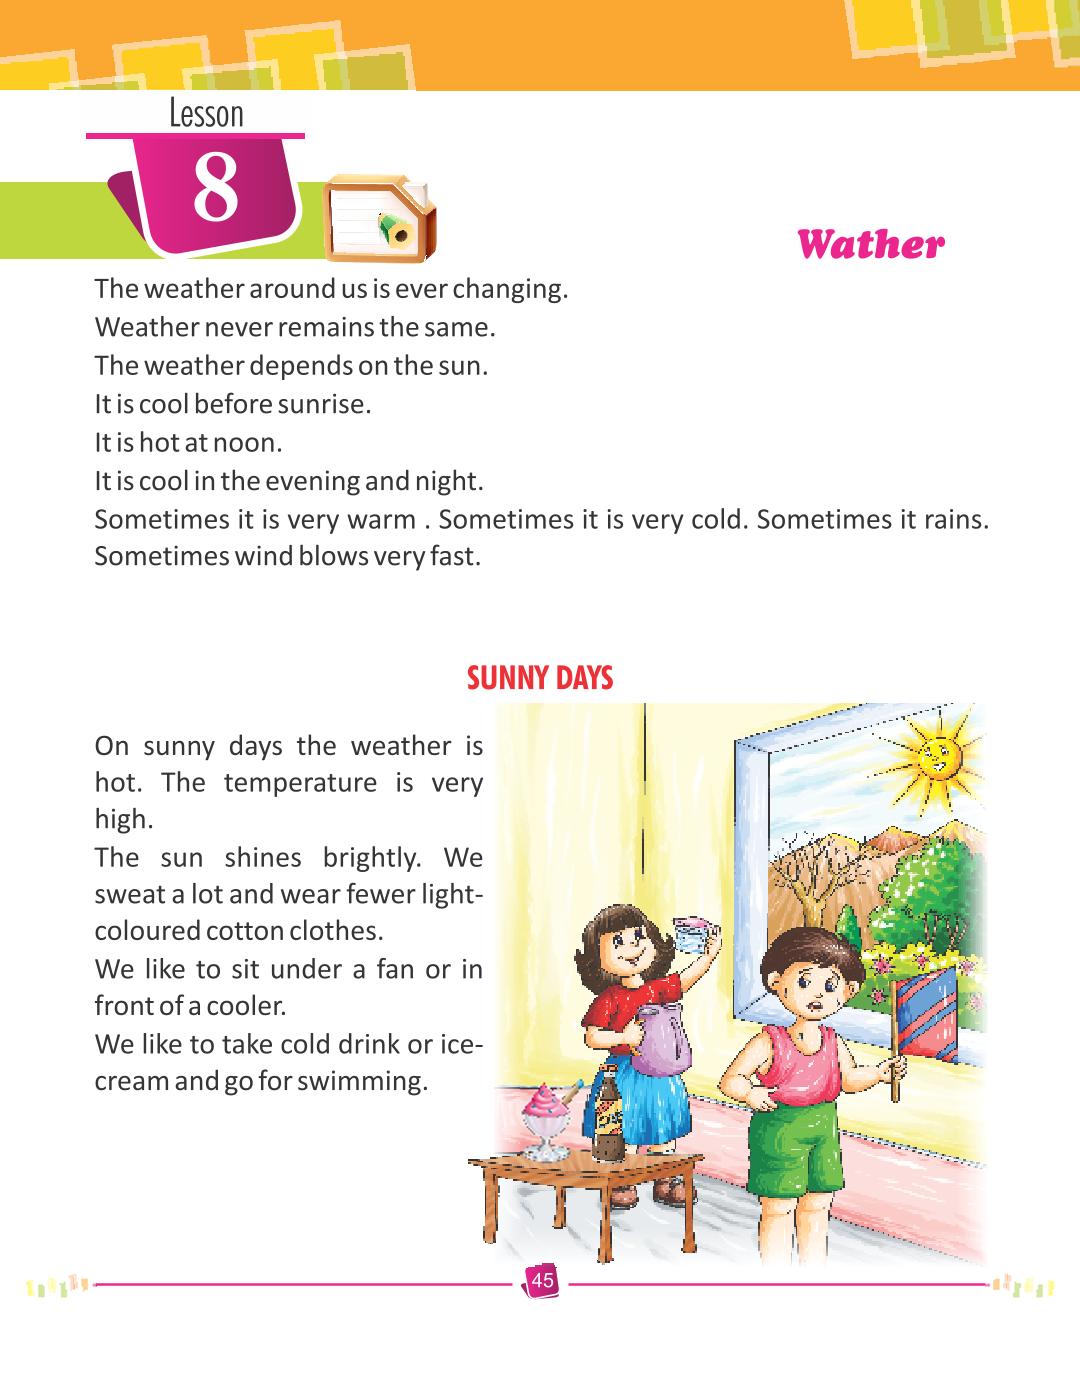 Lesson
8
Wather
The weather around us is ever changing.
Weather never remains the same.
The weather depends on the sun.
It is cool before sunrise.
It is hot at noon.
It is cool in the evening and night.
Sometimes it is very warm . Sometimes it is very cold. Sometimes it rains.
Sometimes wind blows very fast.
SUNNY DAYS
On sunny days the weather is
hot. The temperature is very
high.
The sun shines brightly. We
sweat a lot and wear fewer light-
coloured cotton clothes.
We like to sit under a fan or in
front of a cooler.
We like to take cold drink or ice-
cream and go for swimming.
45